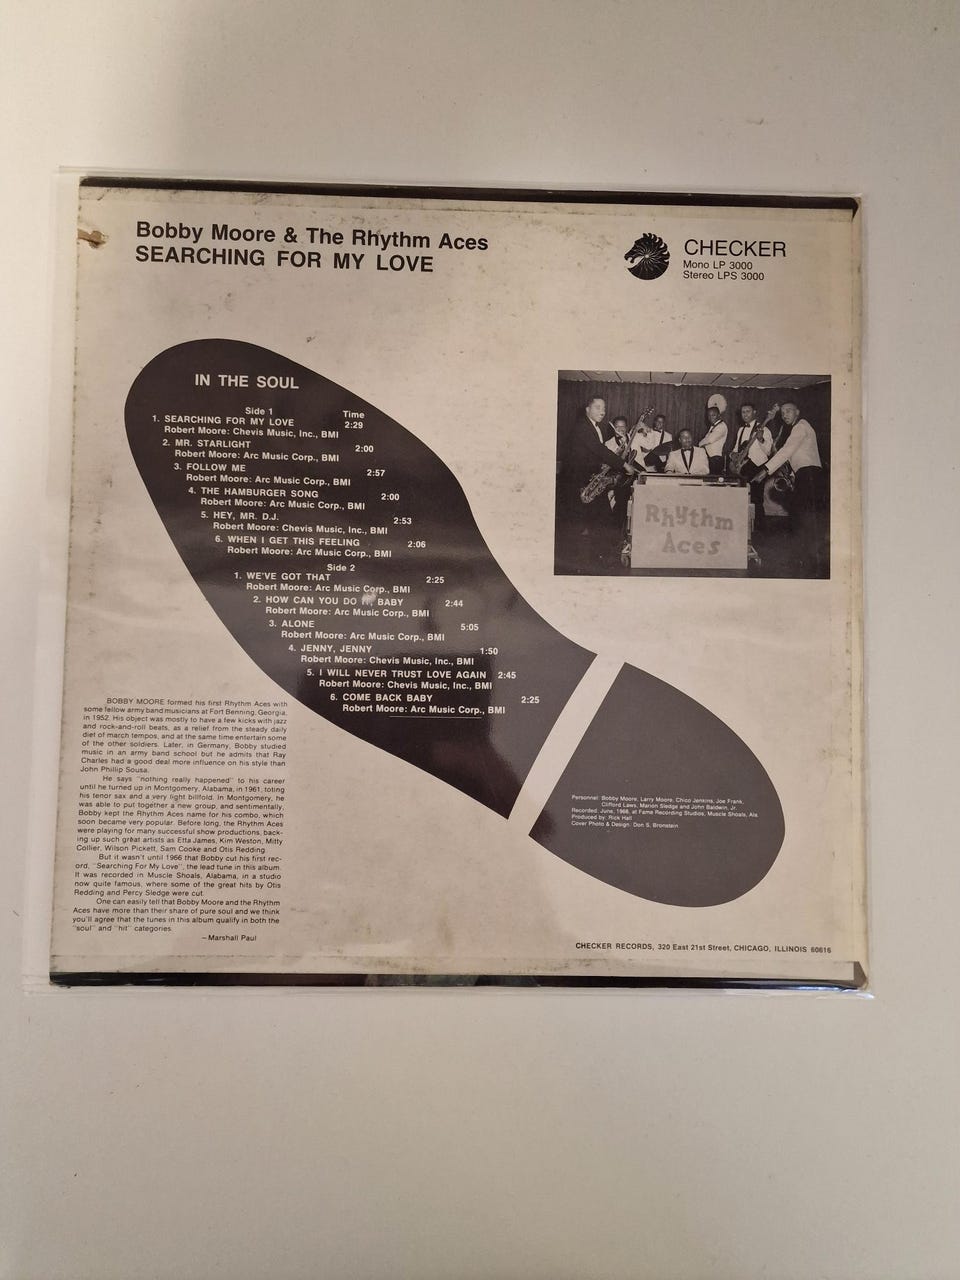 Bobby Moore & The Rhythm Aces
SEARCHING FOR MY LOVE
CHECKER
Mono LP 3000
Stereo LPS 3000
IN THE SOUL
Side 1
Time
1. SEARCHING FOR MY LOVE 2:29
Robert Moore: Chevis Music, Inc., BMI
2. MR. STARLIGHT 2:00
Robert Moore: Arc Music Corp., BMI
3. FOLLOW ME 2:57
Robert Moore: Arc Music Corp., BMI
4. THE HAMBURGER SONG 2:00
Robert Moore: Arc Music Corp., BMI
5. HEY, MR. D.J. 2:53
Robert Moore: Chevis Music, Inc., BMI
6. WHEN I GET THIS FEELING 2:06
Robert Moore: Arc Music Corp., BMI
Side 2
1. WE'VE GOT THAT 2:25
Robert Moore: Arc Music Corp., BMI
2. HOW CAN YOU DO IT, BABY 2:44
Robert Moore: Arc Music Corp., BMI
3. ALONE 5:05
Robert Moore: Arc Music Corp., BMI
4. JENNY, JENNY 1:50
Robert Moore: Chevis Music, Inc., BMI
5. I WILL NEVER TRUST LOVE AGAIN 2:45
Robert Moore: Chevis Music, Inc., BMI
6. COME BACK BABY 2:25
Robert Moore: Arc Music Corp., BMI
Rhythm
Aces
BOBBY MOORE formed his first Rhythm Aces with
some fellow army band musicians at Fort Benning, Georgia,
in 1952. His object was mostly to have a few kicks with jazz
and rock-and-roll beats, as a relief from the steady daily
diet of march tempos, and at the same time entertain some
of the other soldiers. Later, in Germany, Bobby studied
music in an army band school but he admits that Ray
Charles had a good deal more influence on his style than
John Phillip Sousa.
He says "nothing really happened" to his career
until he turned up in Montgomery, Alabama, in 1961, toting
his tenor sax and a very light billfold. In Montgomery, he
was able to put together a new group, and sentimentally,
Bobby kept the Rhythm Aces name for his combo, which
soon became very popular. Before long, the Rhythm Aces
were playing for many successful show productions, back-
ing up such great artists as Etta James, Kim Weston, Mitty
Collier, Wilson Pickett, Sam Cooke and Otis Redding.
But it wasn't until 1966 that Bobby cut his first rec-
ord, "Searching For My Love", the lead tune in this album.
It was recorded in Muscle Shoals, Alabama, in a studio
now quite famous, where some of the great hits by Otis
Redding and Percy Sledge were cut.
One can easily tell that Bobby Moore and the Rhythm
Aces have more than their share of pure soul and we think
you'll agree that the tunes in this album qualify in both the
"soul" and "hit" categories.
—Marshall Paul
Personnel: Bobby Moore, Larry Moore, Chico Jenkins, Joe Frank,
Clifford Laws, Marion Sledge and John Baldwin, Jr.
Recorded: June, 1966, at Fame Recording Studios, Muscle Shoals, Ala.
Produced by: Rick Hall
Cover Photo & Design: Don S. Bronstein
CHECKER RECORDS, 320 East 21st Street, CHICAGO, ILLINOIS 60616